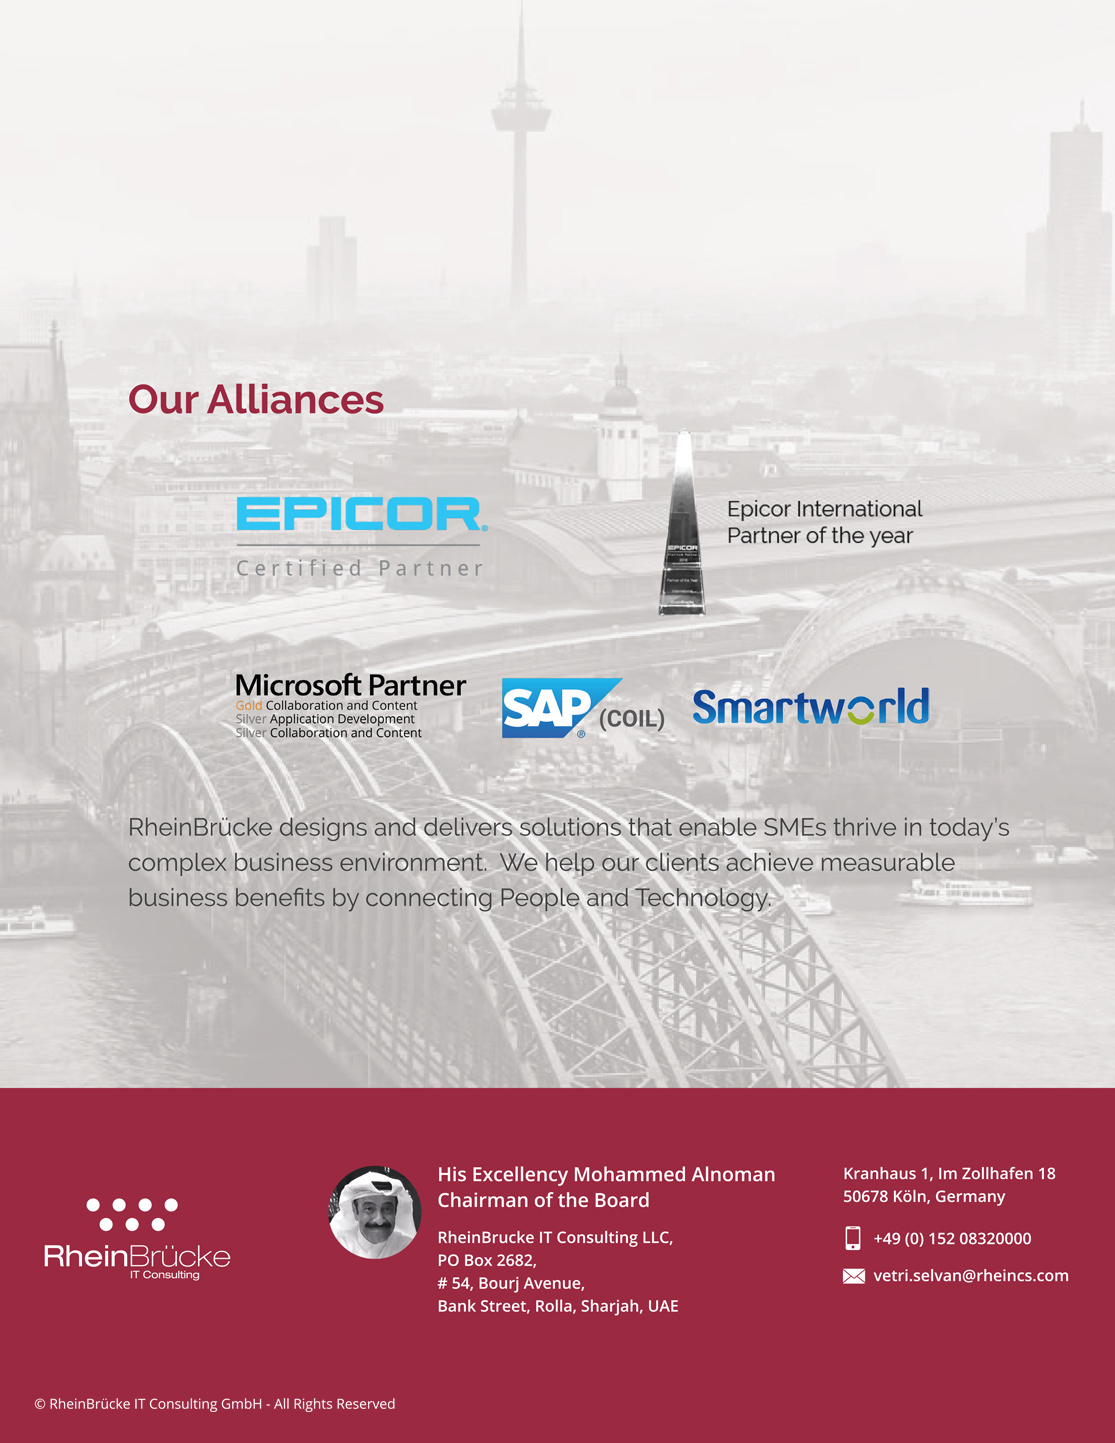 Our Alliances
EPICOR®
Certified Partner
EPICOR
Partner of the Year
Epicor International
Partner of the year
Microsoft Partner
Gold Collaboration and Content
Silver Application Development
Silver Collaboration and Content
SAP® (COIL)
Smartworld
RheinBrücke designs and delivers solutions that enable SMEs thrive in today’s
complex business environment.  We help our clients achieve measurable
business benefits by connecting People and Technology.
RheinBrücke
IT Consulting
His Excellency Mohammed Alnoman
Chairman of the Board
RheinBrucke IT Consulting LLC,
PO Box 2682,
# 54, Bourj Avenue,
Bank Street, Rolla, Sharjah, UAE
Kranhaus 1, Im Zollhafen 18
50678 Köln, Germany
+49 (0) 152 08320000
vetri.selvan@rheincs.com
© RheinBrücke IT Consulting GmbH - All Rights Reserved